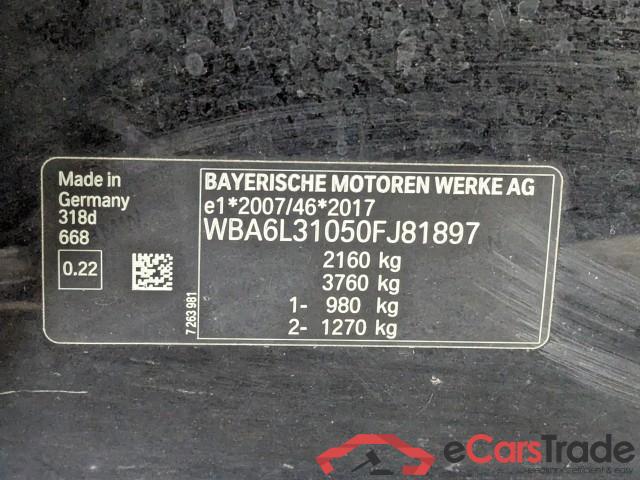 Made in
Germany
318d
668
0.22
7 263 981
BAYERISCHE MOTOREN WERKE AG
e1*2007/46*2017
WBA6L31050FJ81897
2160 kg
3760 kg
1- 980 kg
2- 1270 kg
eCarsTrade